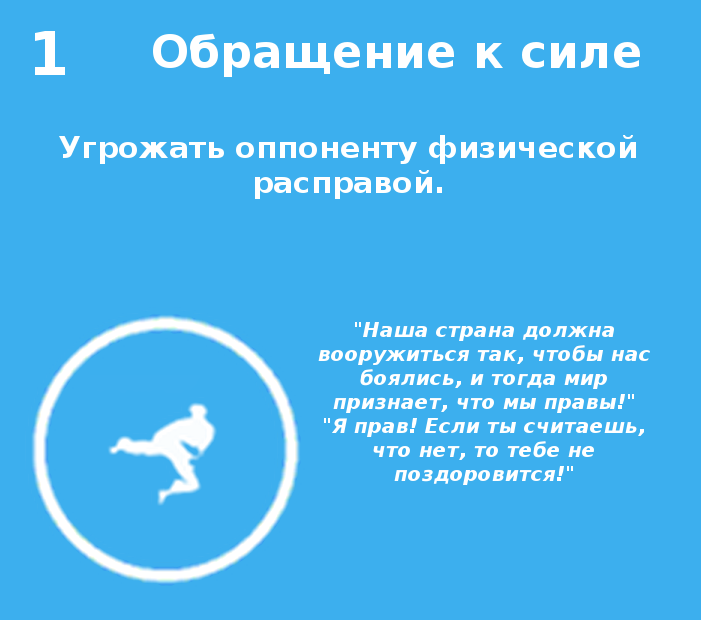 1 Обращение к силе
Угрожать оппоненту физической
расправой.
"Наша страна должна
вооружиться так, чтобы нас
боялись, и тогда мир
признает, что мы правы!"
"Я прав! Если ты считаешь,
что нет, то тебе не
поздоровится!"